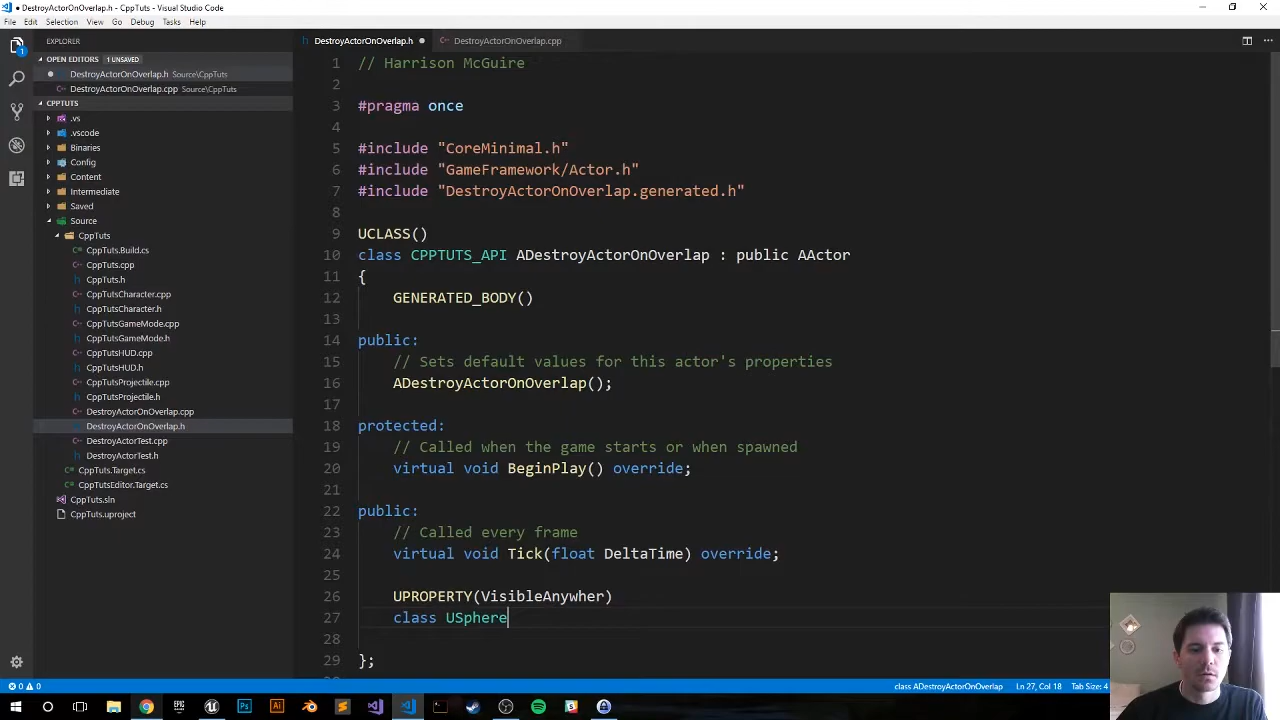 DestroyActorOnOverlap.h - CppTuts - Visual Studio Code
File Edit Selection View Go Debug Tasks Help
EXPLORER
OPEN EDITORS 1 UNSAVED
DestroyActorOnOverlap.h Source\CppTuts
DestroyActorOnOverlap.cpp Source\CppTuts
CPPTUTS
.vs
.vscode
Binaries
Config
Content
Intermediate
Saved
Source
CppTuts
CppTuts.Build.cs
CppTuts.cpp
CppTuts.h
CppTutsCharacter.cpp
CppTutsCharacter.h
CppTutsGameMode.cpp
CppTutsGameMode.h
CppTutsHUD.cpp
CppTutsHUD.h
CppTutsProjectile.cpp
CppTutsProjectile.h
DestroyActorOnOverlap.cpp
DestroyActorOnOverlap.h
DestroyActorTest.cpp
DestroyActorTest.h
CppTuts.Target.cs
CppTutsEditor.Target.cs
CppTuts.sln
CppTuts.uproject
DestroyActorOnOverlap.h DestroyActorOnOverlap.cpp
1 // Harrison McGuire
2
3 #pragma once
4
5 #include "CoreMinimal.h"
6 #include "GameFramework/Actor.h"
7 #include "DestroyActorOnOverlap.generated.h"
8
9 UCLASS()
10 class CPPTUTS_API ADestroyActorOnOverlap : public AActor
11 {
12 GENERATED_BODY()
13
14 public:
15 // Sets default values for this actor's properties
16 ADestroyActorOnOverlap();
17
18 protected:
19 // Called when the game starts or when spawned
20 virtual void BeginPlay() override;
21
22 public:
23 // Called every frame
24 virtual void Tick(float DeltaTime) override;
25
26 UPROPERTY(VisibleAnywher)
27 class USphere
28
29 };
0 0 class ADestroyActorOnOverlap Ln 27, Col 18 Tab Size: 4